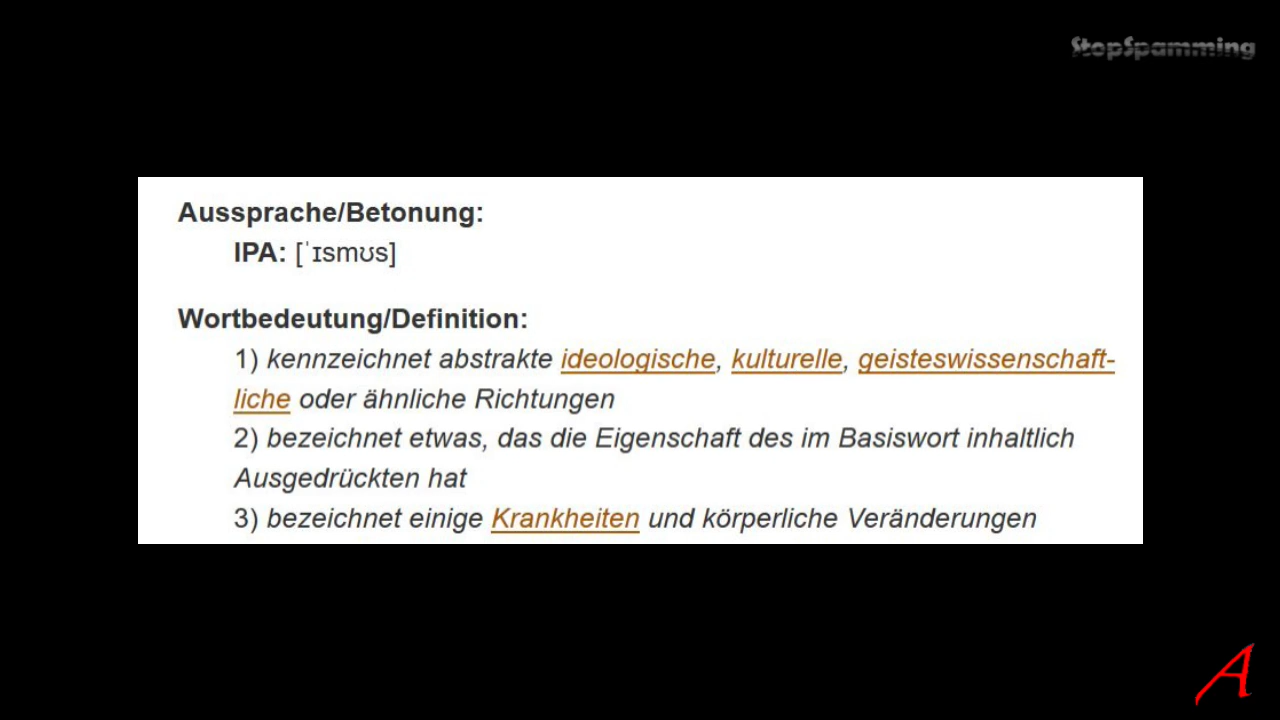 StopSpamming
Aussprache/Betonung:
IPA: [ˈɪsmʊs]
Wortbedeutung/Definition:
1) kennzeichnet abstrakte ideologische, kulturelle, geisteswissenschaft-
liche oder ähnliche Richtungen
2) bezeichnet etwas, das die Eigenschaft des im Basiswort inhaltlich
Ausgedrückten hat
3) bezeichnet einige Krankheiten und körperliche Veränderungen
A